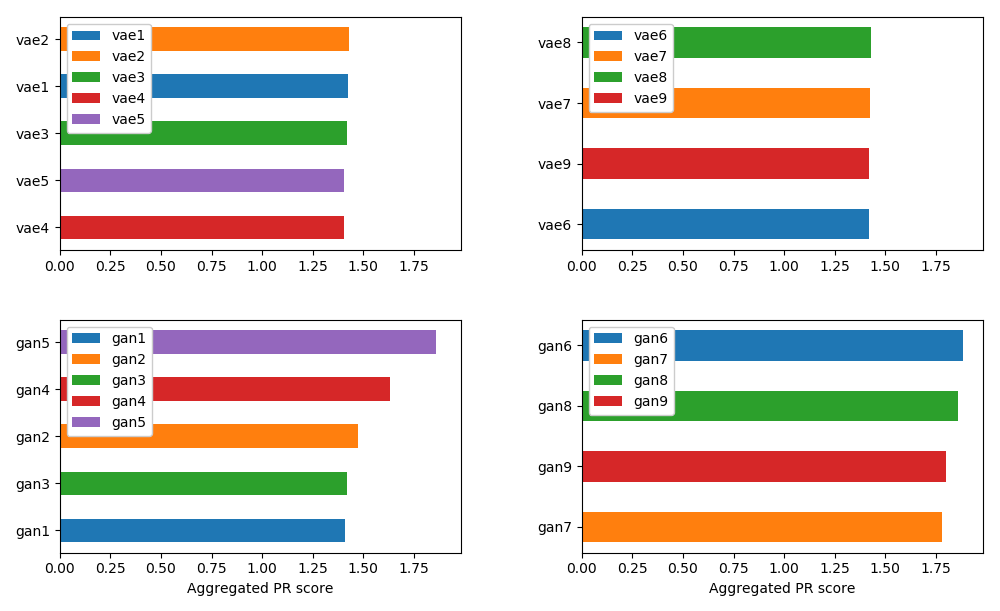 vae2
vae1
vae3
vae5
vae4
vae1
vae2
vae3
vae4
vae5
0.00 0.25 0.50 0.75 1.00 1.25 1.50 1.75
vae8
vae7
vae9
vae6
vae6
vae7
vae8
vae9
0.00 0.25 0.50 0.75 1.00 1.25 1.50 1.75
gan5
gan4
gan2
gan3
gan1
gan1
gan2
gan3
gan4
gan5
0.00 0.25 0.50 0.75 1.00 1.25 1.50 1.75
Aggregated PR score
gan6
gan8
gan9
gan7
gan6
gan7
gan8
gan9
0.00 0.25 0.50 0.75 1.00 1.25 1.50 1.75
Aggregated PR score